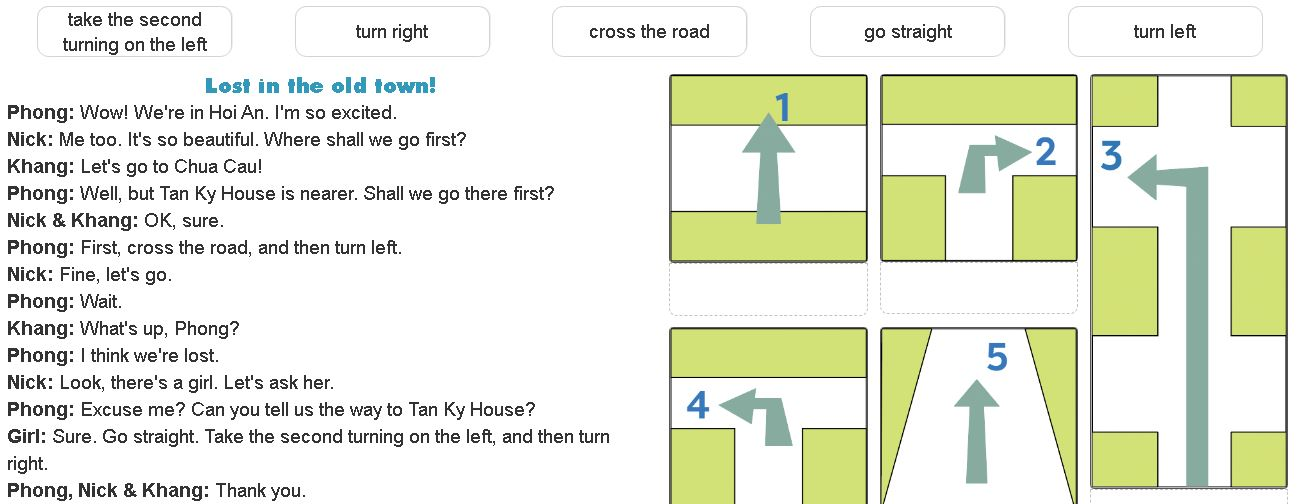 take the second
turning on the left
turn right
cross the road
go straight
turn left
Lost in the old town!
Phong: Wow! We're in Hoi An. I'm so excited.
Nick: Me too. It's so beautiful. Where shall we go first?
Khang: Let's go to Chua Cau!
Phong: Well, but Tan Ky House is nearer. Shall we go there first?
Nick & Khang: OK, sure.
Phong: First, cross the road, and then turn left.
Nick: Fine, let's go.
Phong: Wait.
Khang: What's up, Phong?
Phong: I think we're lost.
Nick: Look, there's a girl. Let's ask her.
Phong: Excuse me? Can you tell us the way to Tan Ky House?
Girl: Sure. Go straight. Take the second turning on the left, and then turn
right.
Phong, Nick & Khang: Thank you.
1
2
3
4
5